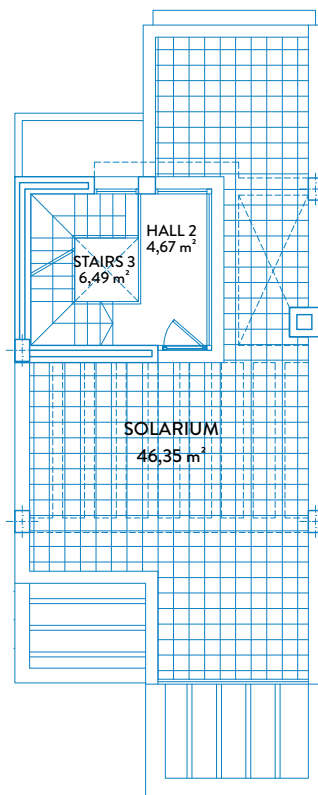 HALL 2
4,67 m²
STAIRS 3
6,49 m²
SOLARIUM
46,35 m²